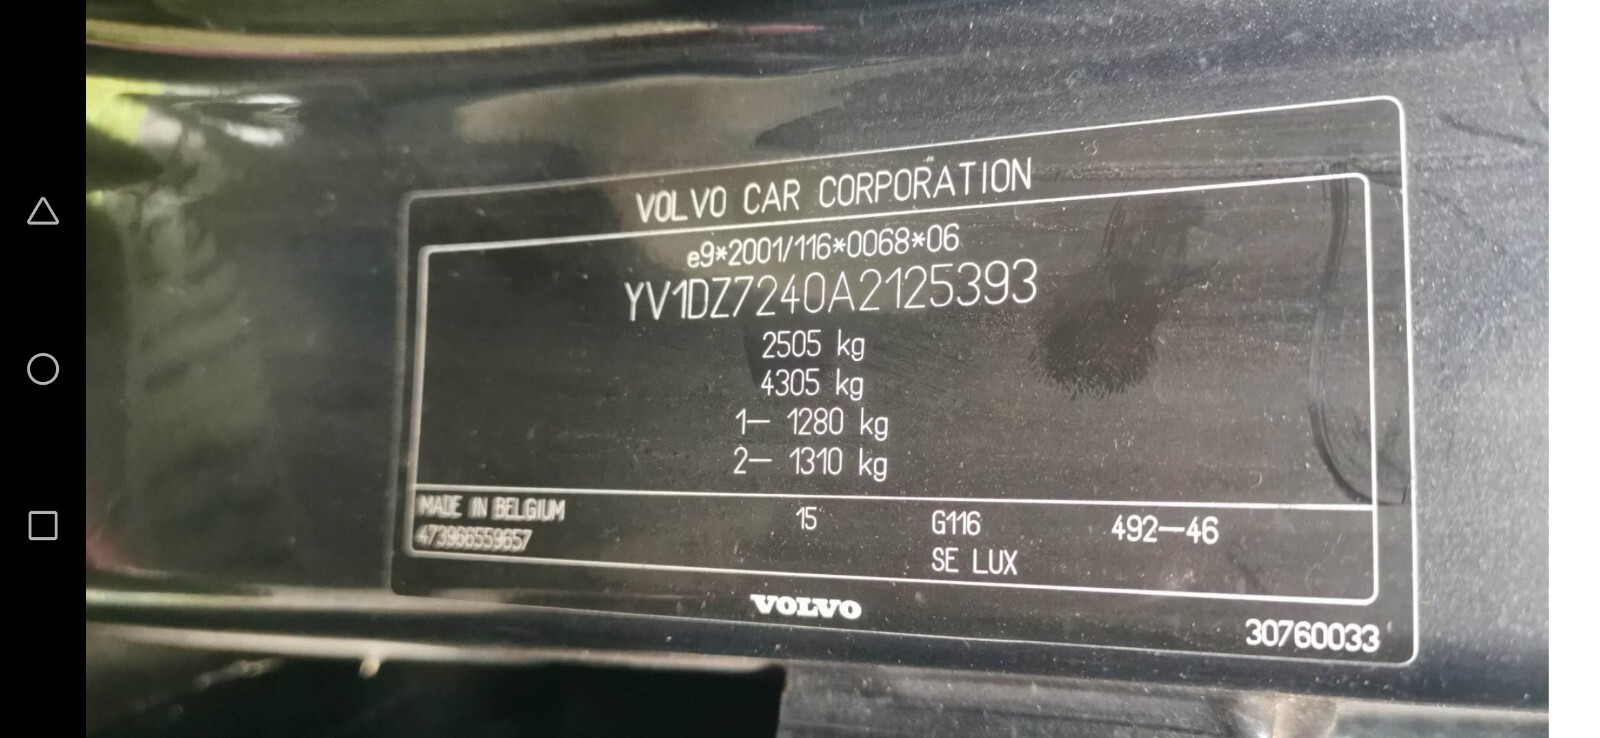 VOLVO CAR CORPORATION
e9*2001/116*0068*06
YV1DZ7240A2125393
2505 kg
4305 kg
1— 1280 kg
2— 1310 kg
MADE IN BELGIUM 15 G116 492—46
473966559657 SE LUX
VOLVO
30760033